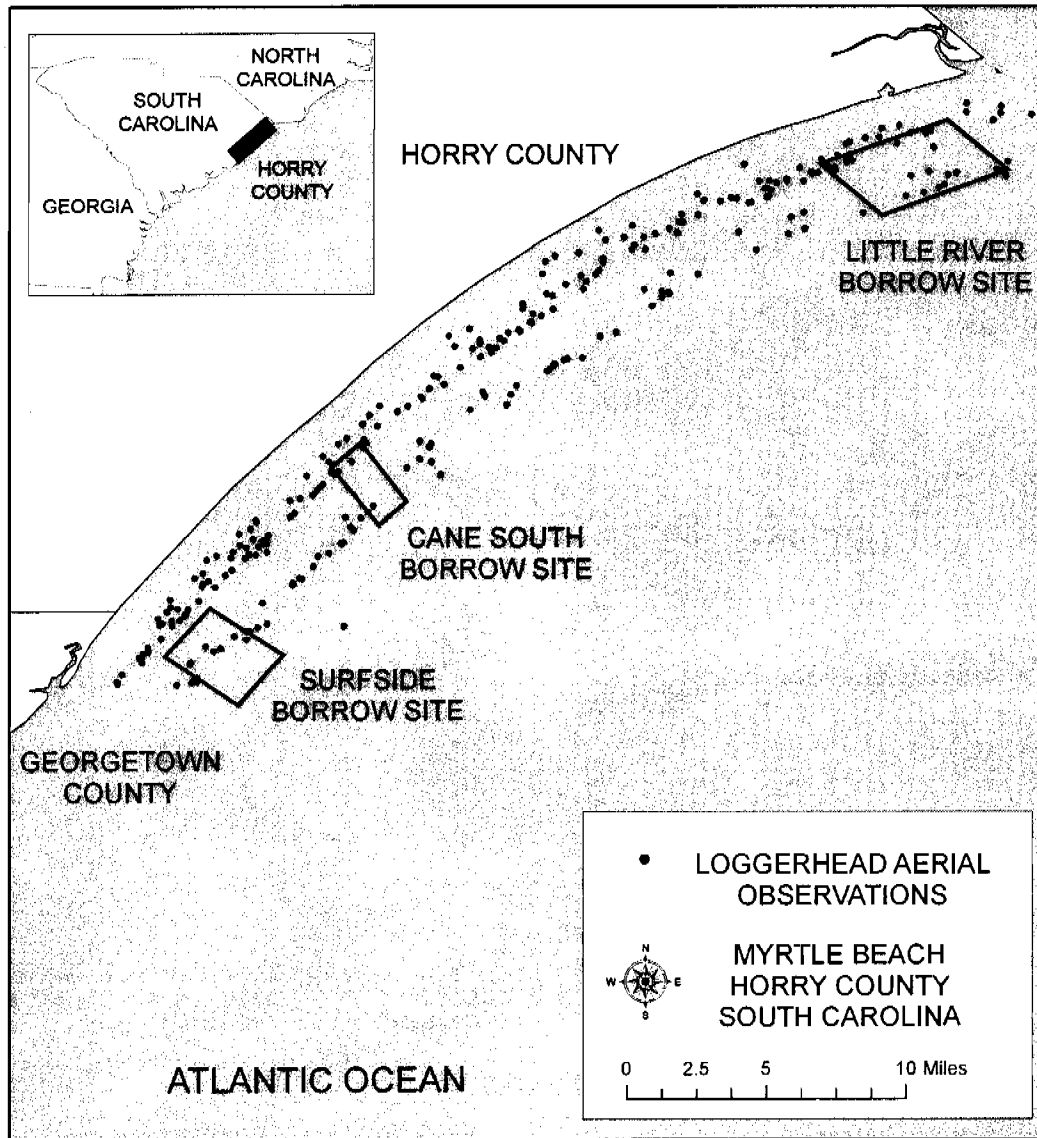 NORTH
CAROLINA
SOUTH
CAROLINA
HORRY
COUNTY
GEORGIA
HORRY COUNTY
LITTLE RIVER
BORROW SITE
CANE SOUTH
BORROW SITE
SURFSIDE
BORROW SITE
GEORGETOWN
COUNTY
LOGGERHEAD AERIAL
OBSERVATIONS
N
W E
S
MYRTLE BEACH
HORRY COUNTY
SOUTH CAROLINA
0 2.5 5 10 Miles
ATLANTIC OCEAN